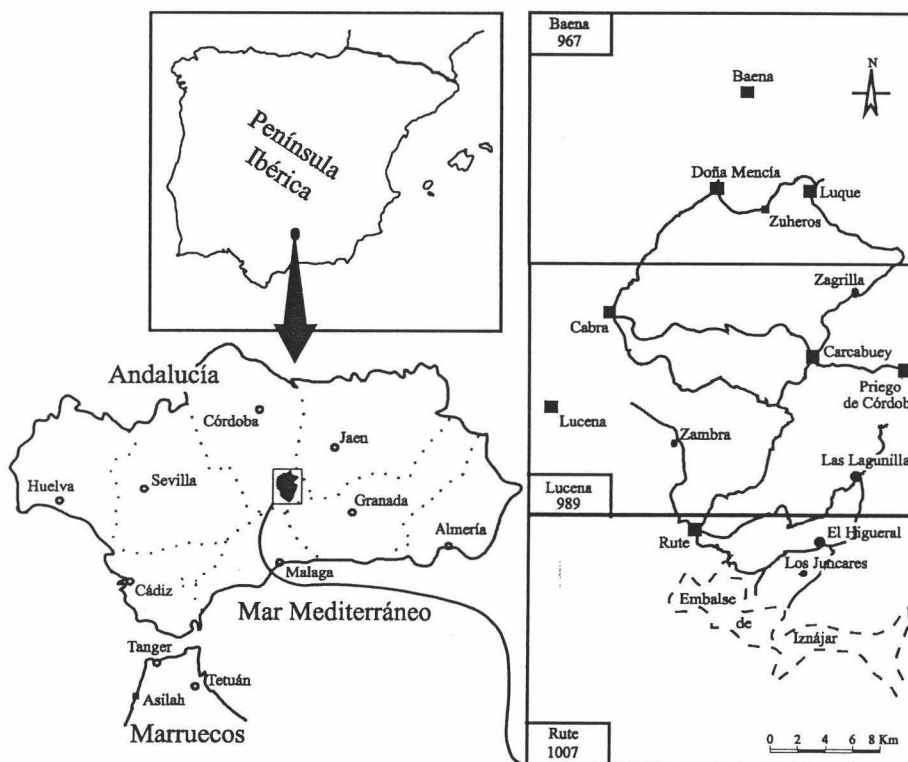 Península
Ibérica
Andalucía
Córdoba
Jaen
Huelva
Sevilla
Granada
Almería
Malaga
Cádiz
Mar Mediterráneo
Tanger
Tetuán
Asilah
Marruecos
Baena
967
Baena
N
Doña Mencía
Luque
Zuheros
Zagrilla
Cabra
Carcabuey
Priego
de Córdob
Lucena
Zambra
Las Lagunilla
Lucena
989
Rute
El Higueral
Los Juncares
Embalse
de
Iznájar
Rute
1007
0 2 4 6 8 Km